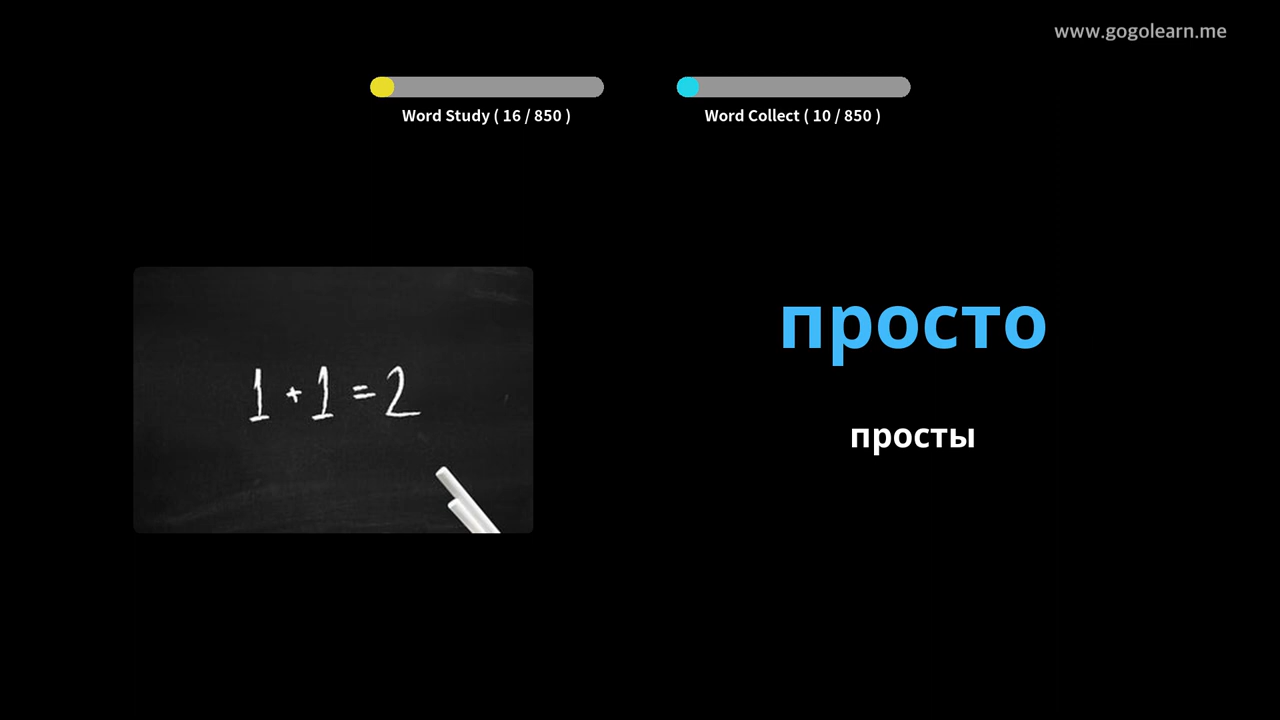 www.gogolearn.me
Word Study ( 16 / 850 )
Word Collect ( 10 / 850 )
1 + 1 = 2
просто
просты